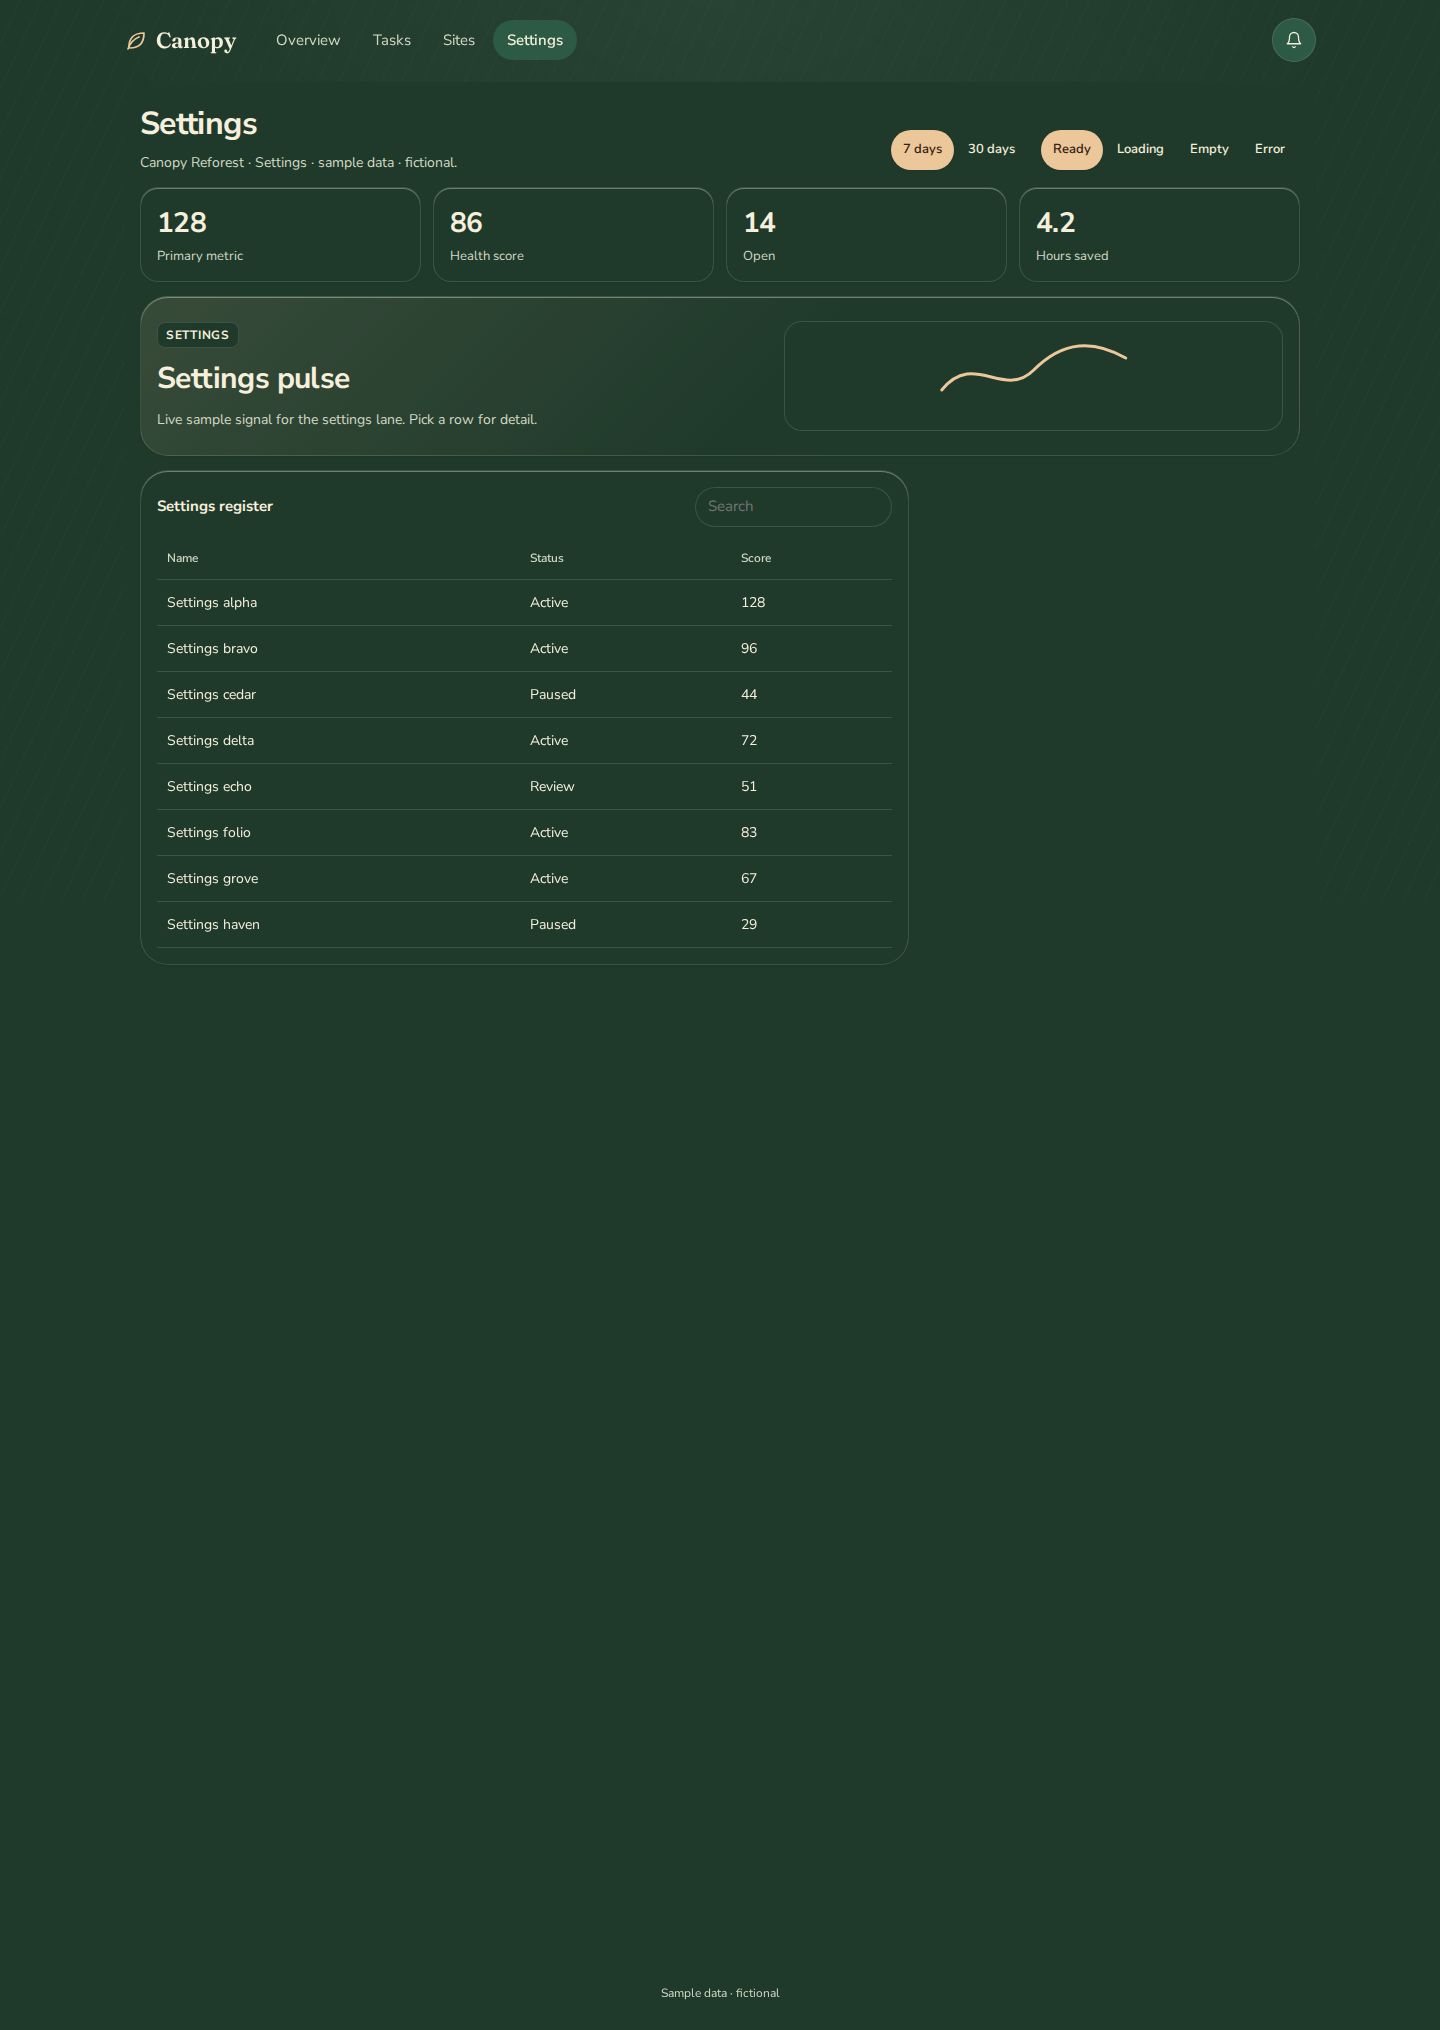 Canopy Overview Tasks Sites Settings
Settings
Canopy Reforest · Settings · sample data · fictional.
7 days 30 days Ready Loading Empty Error
128 86 14 4.2
Primary metric Health score Open Hours saved
SETTINGS
Settings pulse
Live sample signal for the settings lane. Pick a row for detail.
Settings register Search
Name Status Score
Settings alpha Active 128
Settings bravo Active 96
Settings cedar Paused 44
Settings delta Active 72
Settings echo Review 51
Settings folio Active 83
Settings grove Active 67
Settings haven Paused 29
Sample data · fictional